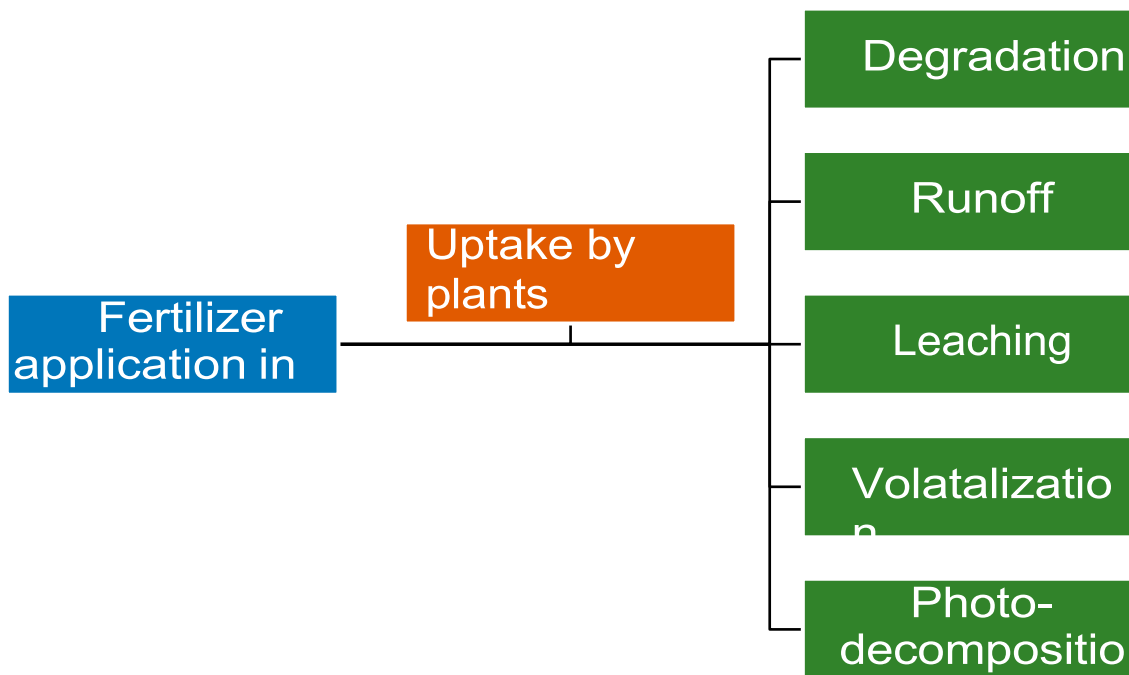 Degradation
Runoff
Uptake by
plants
Fertilizer
application in
Leaching
Volatalizatio
n
Photo-
decompositio